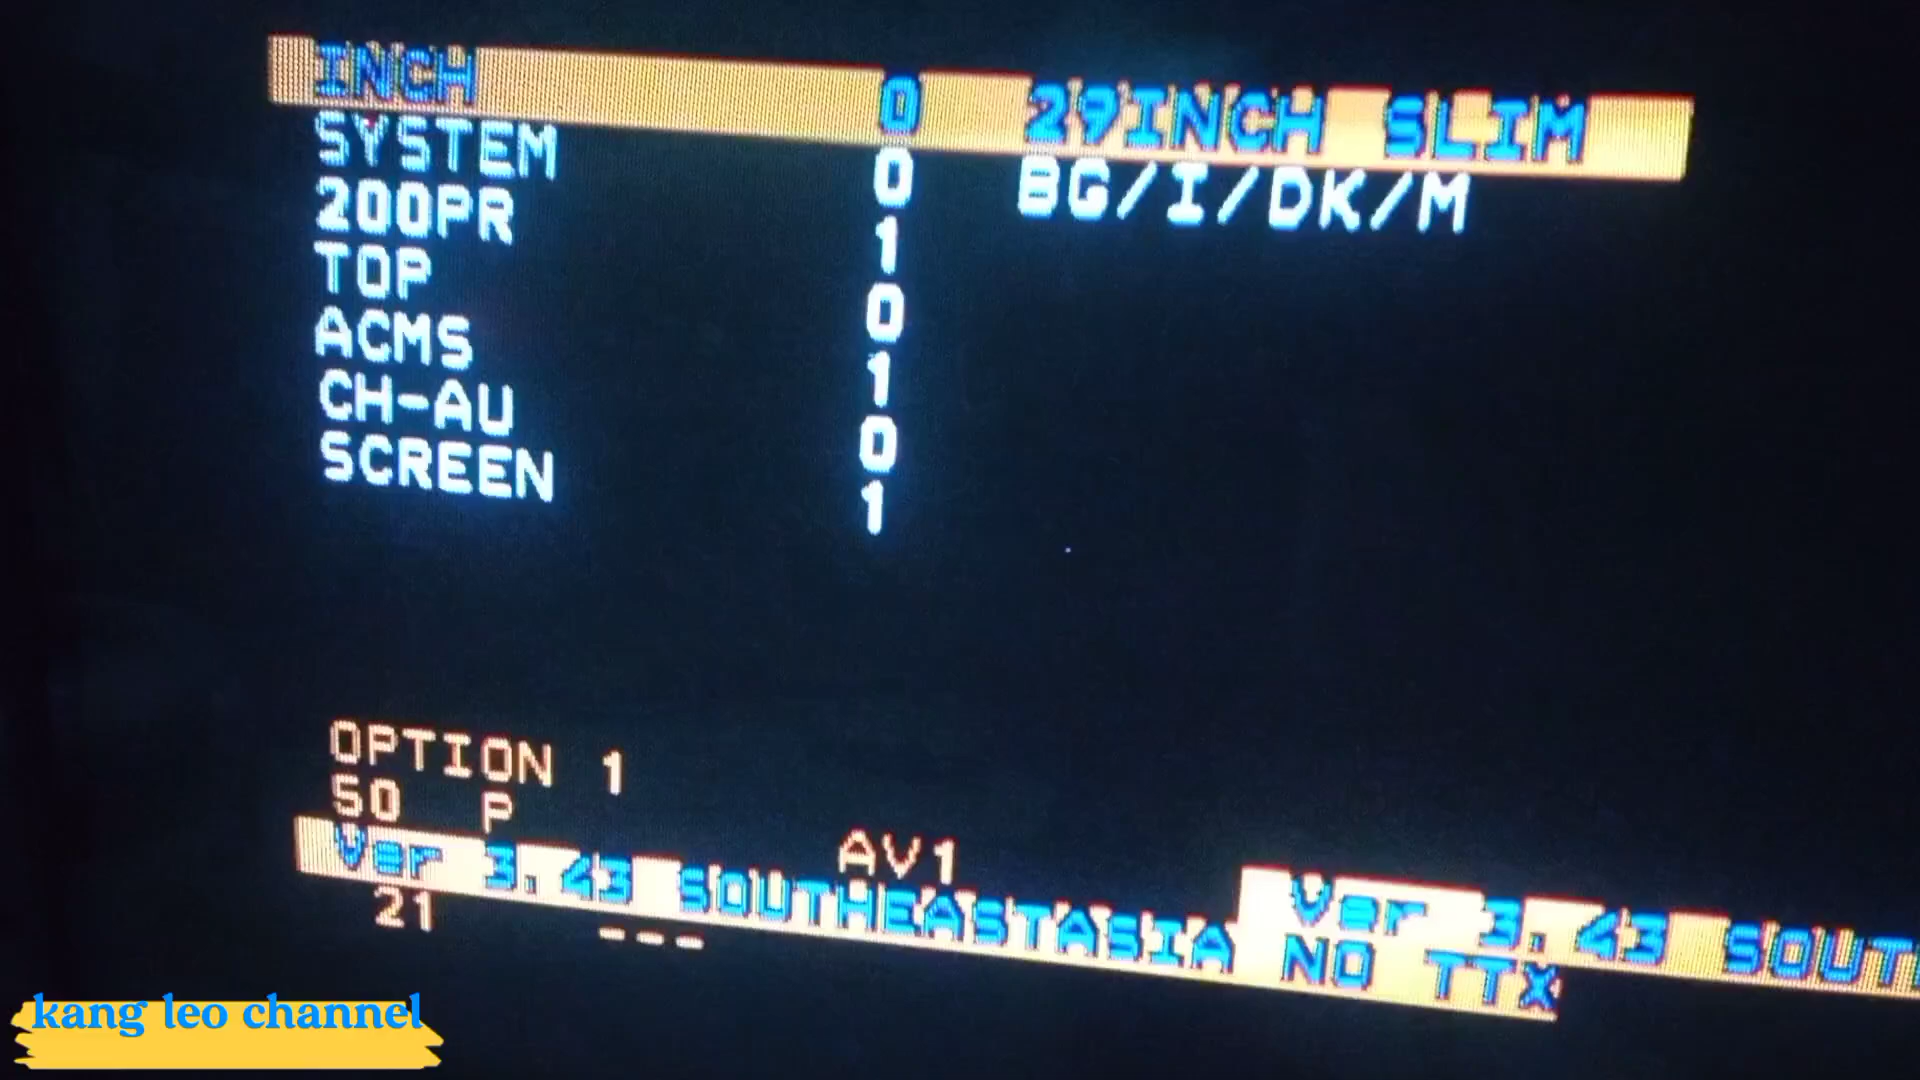 INCH 0 29INCH SLIM
SYSTEM 0 BG/I/DK/M
200PR 1
TOP 0
ACMS 1
CH-AU 0
SCREEN 1
OPTION 1
50 P
AV1
Ver 3.43 SOUTHEASTASIA NO TTX
Ver 3.43 SOUT
21 ---
kang leo channel